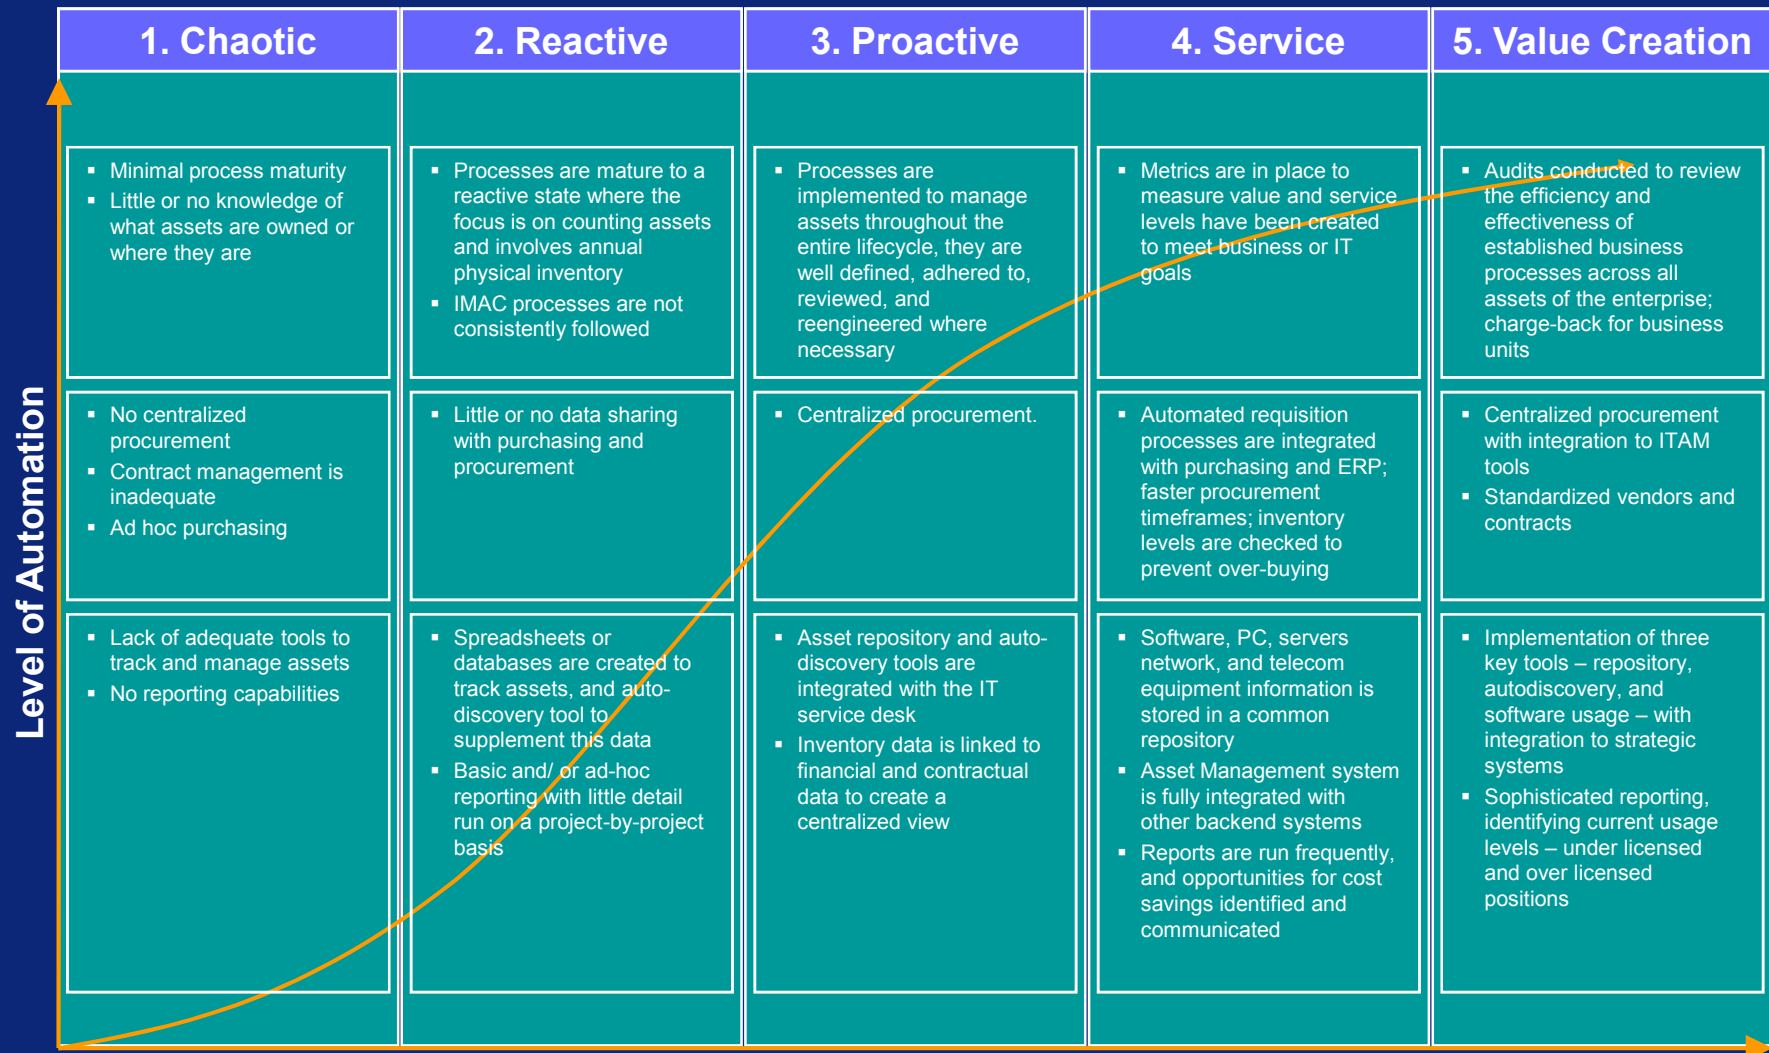 1. Chaotic
2. Reactive
3. Proactive
4. Service
5. Value Creation
Level of Automation
▪ Minimal process maturity
▪ Little or no knowledge of
what assets are owned or
where they are
▪ Processes are mature to a
reactive state where the
focus is on counting assets
and involves annual
physical inventory
▪ IMAC processes are not
consistently followed
▪ Processes are
implemented to manage
assets throughout the
entire lifecycle, they are
well defined, adhered to,
reviewed, and
reengineered where
necessary
▪ Metrics are in place to
measure value and service
levels have been created
to meet business or IT
goals
▪ Audits conducted to review
the efficiency and
effectiveness of
established business
processes across all
assets of the enterprise;
charge-back for business
units
▪ No centralized
procurement
▪ Contract management is
inadequate
▪ Ad hoc purchasing
▪ Little or no data sharing
with purchasing and
procurement
▪ Centralized procurement.
▪ Automated requisition
processes are integrated
with purchasing and ERP;
faster procurement
timeframes; inventory
levels are checked to
prevent over-buying
▪ Centralized procurement
with integration to ITAM
tools
▪ Standardized vendors and
contracts
▪ Lack of adequate tools to
track and manage assets
▪ No reporting capabilities
▪ Spreadsheets or
databases are created to
track assets, and auto-
discovery tool to
supplement this data
▪ Basic and/ or ad-hoc
reporting with little detail
run on a project-by-project
basis
▪ Asset repository and auto-
discovery tools are
integrated with the IT
service desk
▪ Inventory data is linked to
financial and contractual
data to create a
centralized view
▪ Software, PC, servers
network, and telecom
equipment information is
stored in a common
repository
▪ Asset Management system
is fully integrated with
other backend systems
▪ Reports are run frequently,
and opportunities for cost
savings identified and
communicated
▪ Implementation of three
key tools – repository,
autodiscovery, and
software usage – with
integration to strategic
systems
▪ Sophisticated reporting,
identifying current usage
levels – under licensed
and over licensed
positions